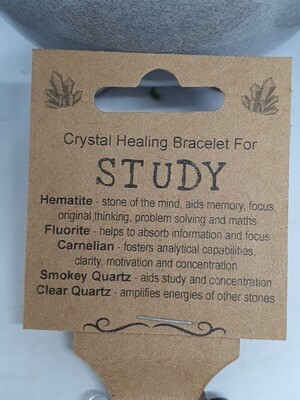 Crystal Healing Bracelet For
STUDY
Hematite - stone of the mind, aids memory, focus,
original thinking, problem solving and maths
Fluorite - helps to absorb information and focus
Carnelian - fosters analytical capabilities,
clarity, motivation and concentration
Smokey Quartz - aids study and concentration
Clear Quartz - amplifies energies of other stones